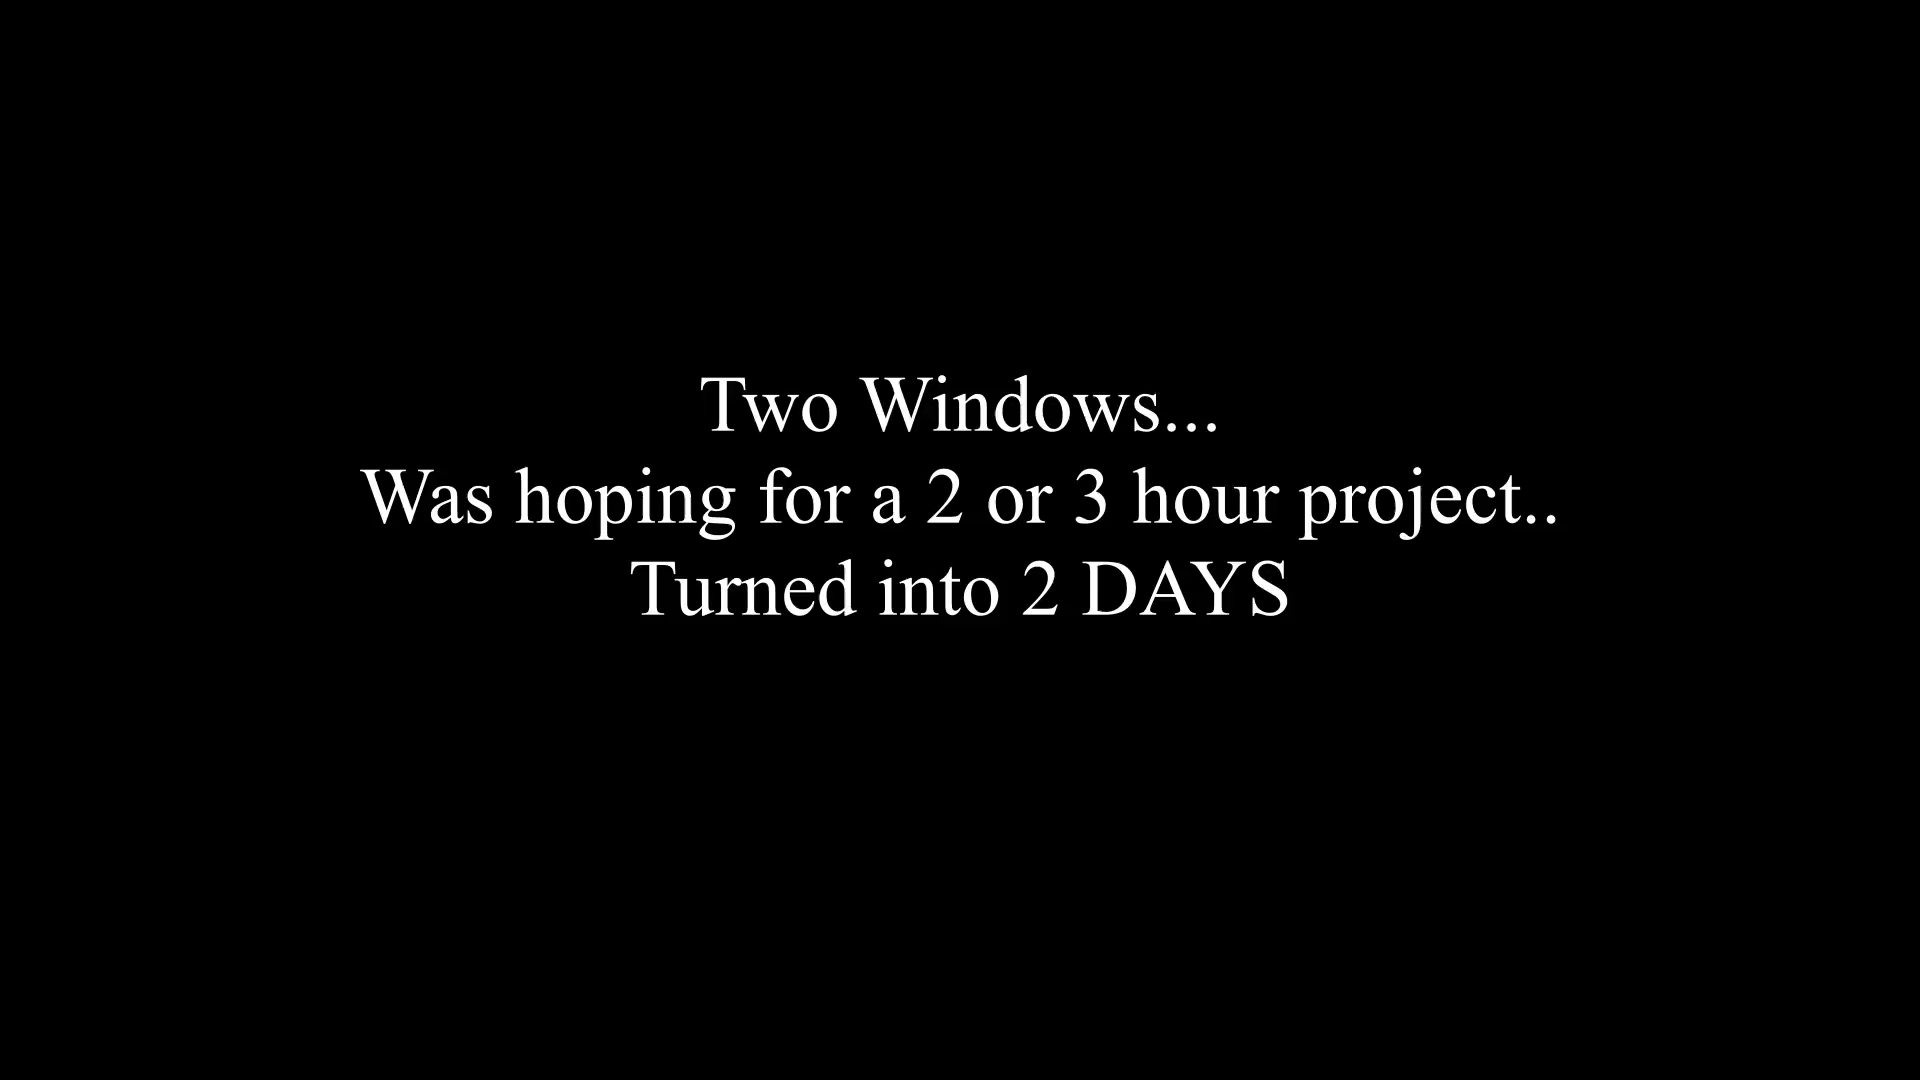 Two Windows...
Was hoping for a 2 or 3 hour project..
Turned into 2 DAYS